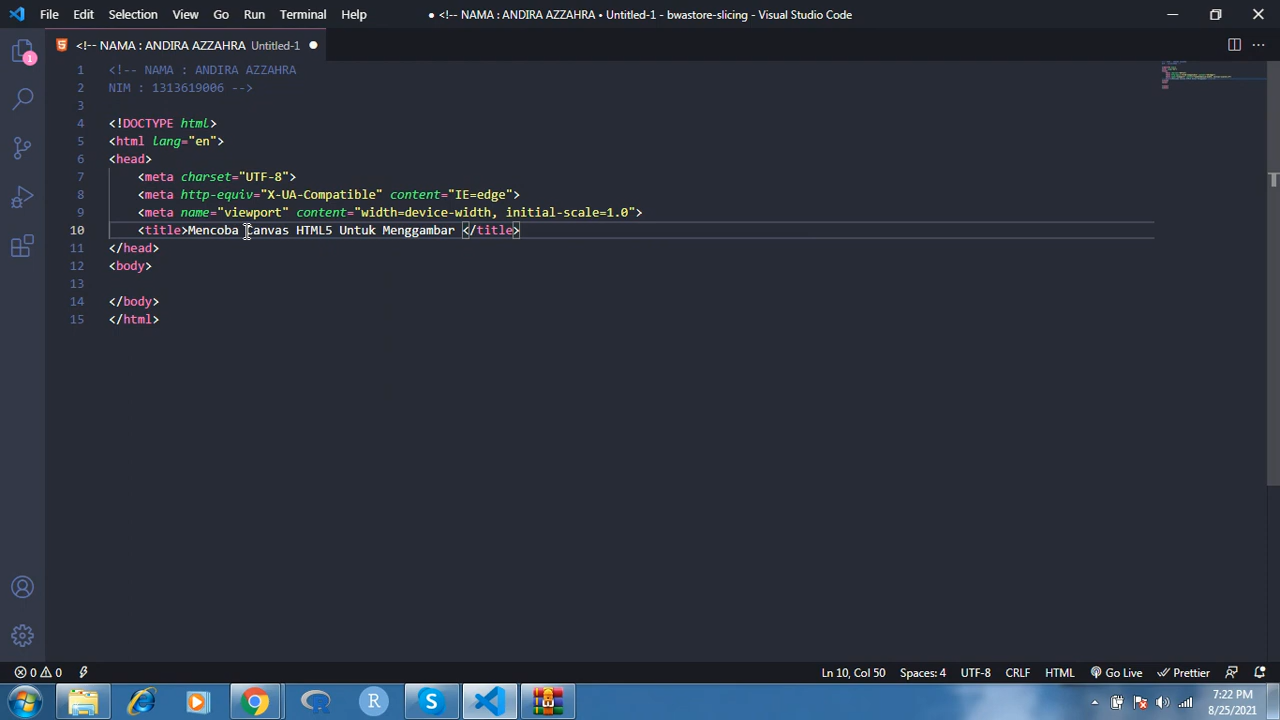 File Edit Selection View Go Run Terminal Help
● <!-- NAMA : ANDIRA AZZAHRA • Untitled-1 - bwastore-slicing - Visual Studio Code
<!-- NAMA : ANDIRA AZZAHRA Untitled-1 ●
1
1 <!-- NAMA : ANDIRA AZZAHRA
2 NIM : 1313619006 -->
3
4 <!DOCTYPE html>
5 <html lang="en">
6 <head>
7 <meta charset="UTF-8">
8 <meta http-equiv="X-UA-Compatible" content="IE=edge">
9 <meta name="viewport" content="width=device-width, initial-scale=1.0">
10 <title>Mencoba Canvas HTML5 Untuk Menggambar </title>
11 </head>
12 <body>
13
14 </body>
15 </html>
0 0 Ln 10, Col 50 Spaces: 4 UTF-8 CRLF HTML Go Live Prettier
7:22 PM
8/25/2021